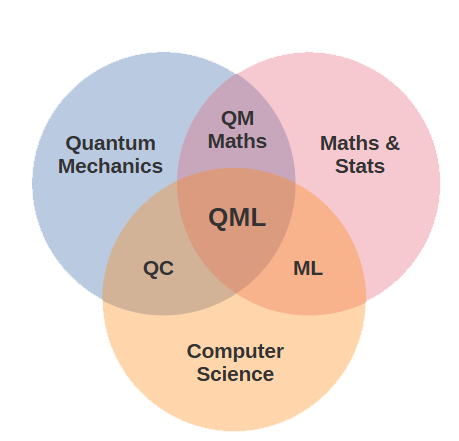 QM
Maths
Quantum
Mechanics
Maths &
Stats
QML
QC
ML
Computer
Science